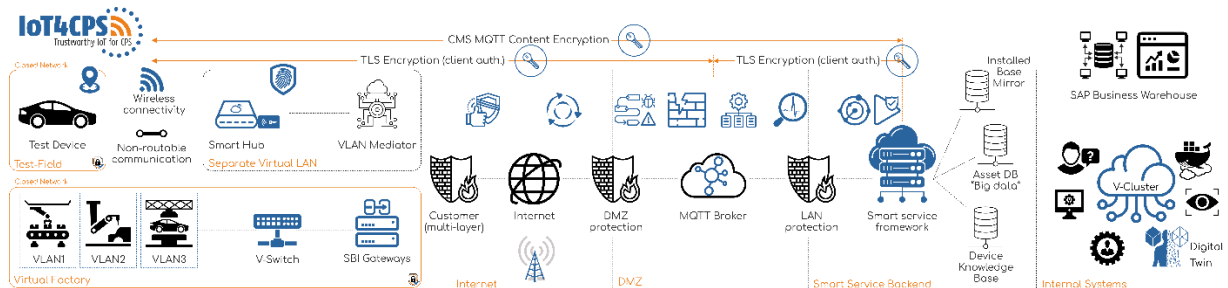 IoT4CPS
Trustworthy IoT for CPS
CMS MQTT Content Encryption
TLS Encryption (client auth.)
TLS Encryption (client auth.)
Closed Network
Test Device
Test-Field
Wireless
connectivity
Non-routable
communication
Smart Hub
VLAN Mediator
Separate Virtual LAN
Closed Network
VLAN1
VLAN2
VLAN3
V-Switch
SBI Gateways
Virtual Factory
Customer
(multi-layer)
Internet
DMZ
protection
MQTT Broker
LAN
protection
Smart service
framework
Internet
DMZ
Smart Service Backend
Installed
Base
Mirror
Asset DB
"Big data"
Device
Knowledge
Base
SAP Business Warehouse
V-Cluster
Digital
Twin
Internal Systems